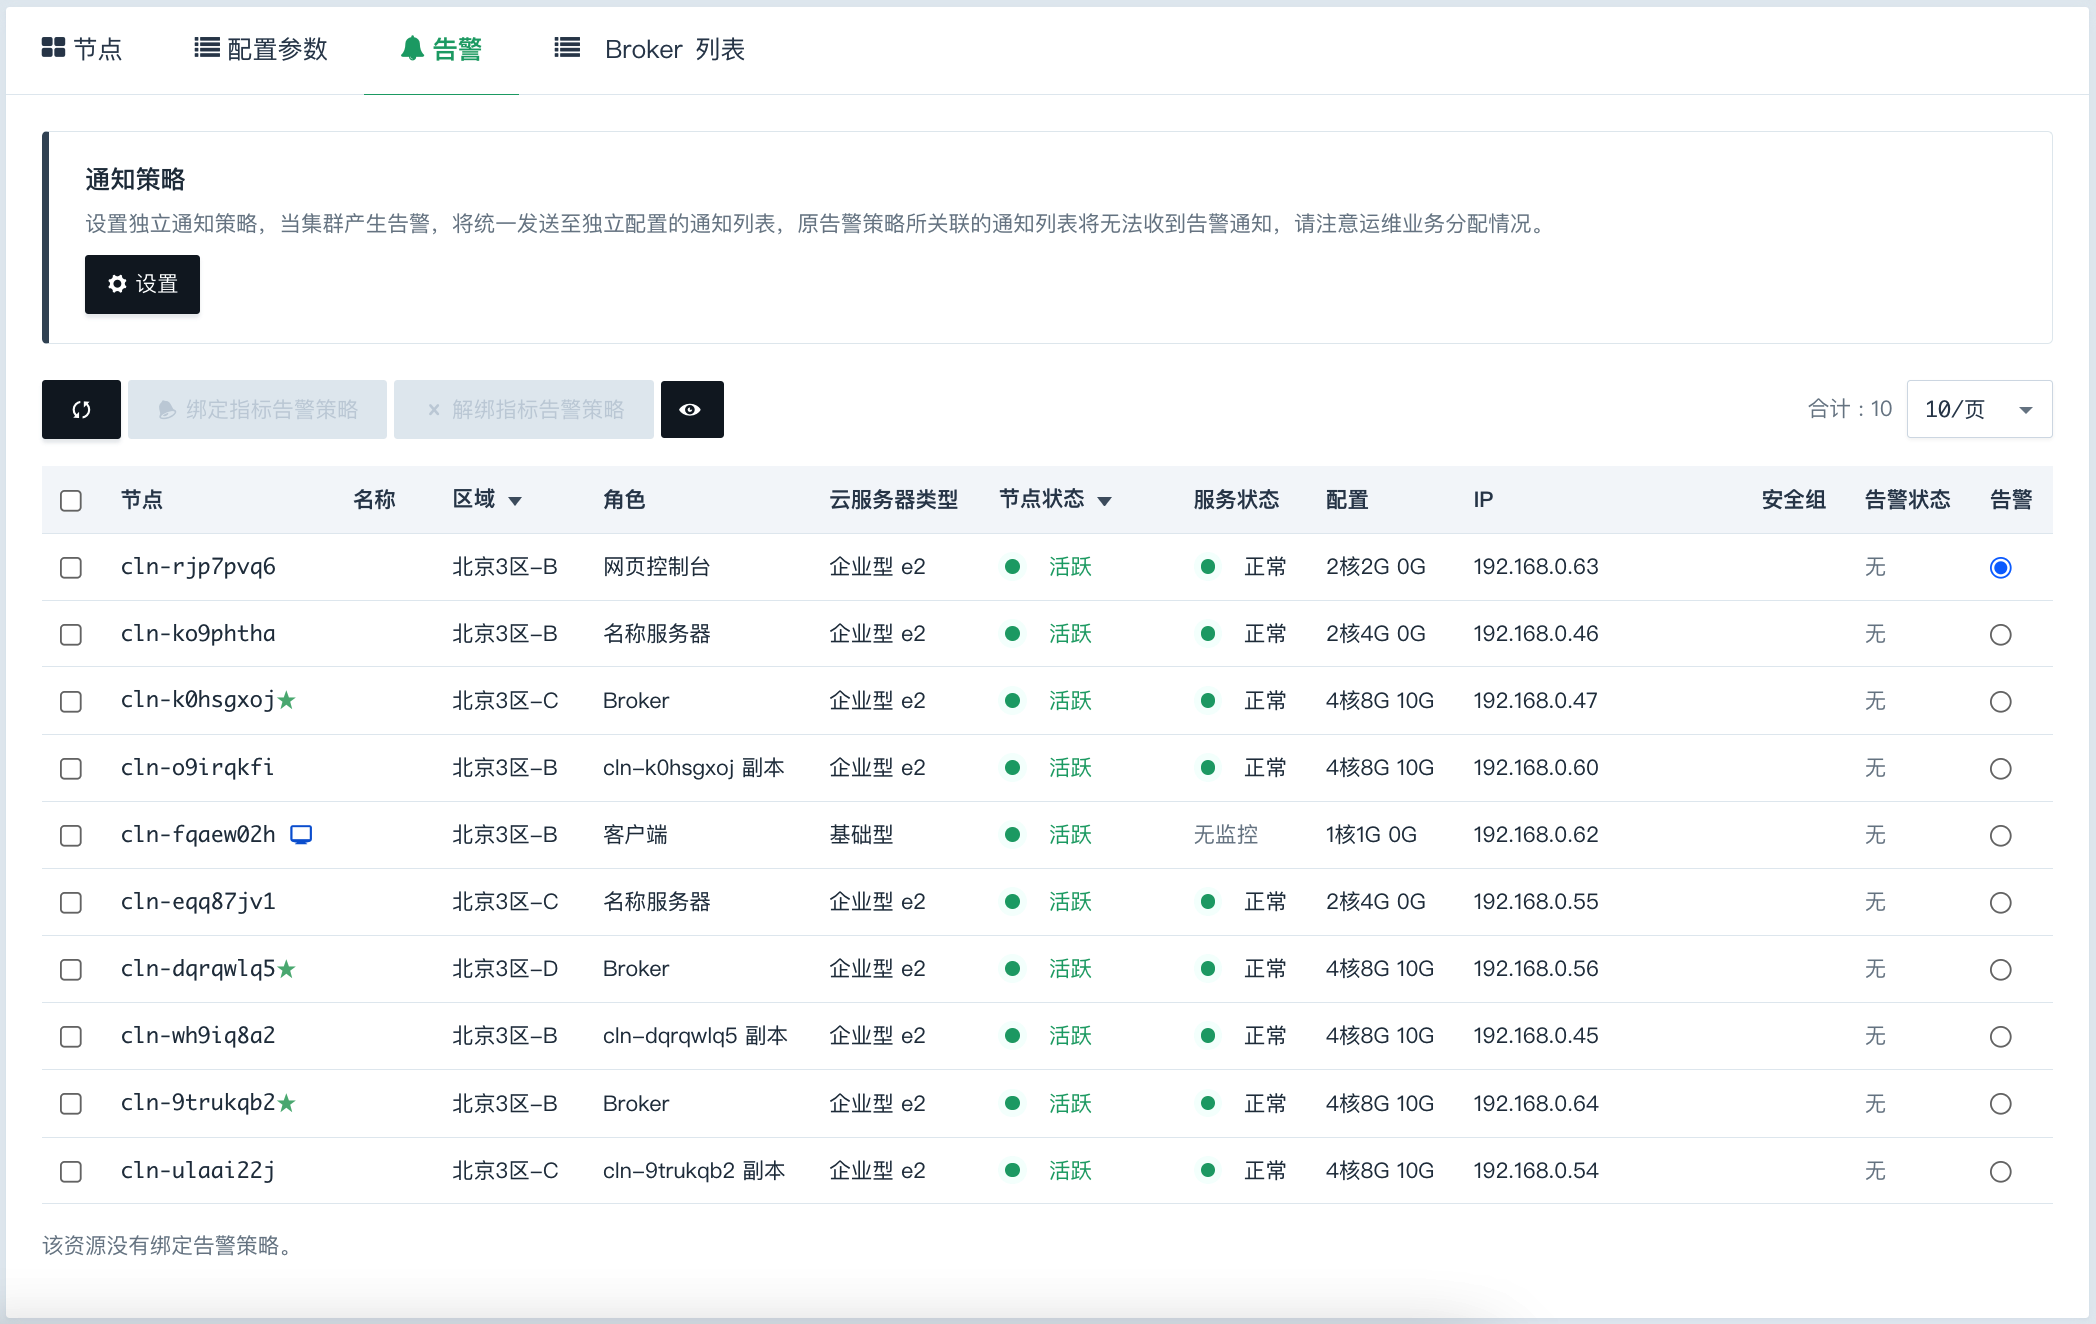 节点 配置参数 告警 Broker 列表
通知策略
设置独立通知策略，当集群产生告警，将统一发送至独立配置的通知列表，原告警策略所关联的通知列表将无法收到告警通知，请注意运维业务分配情况。
设置
绑定指标告警策略 × 解绑指标告警策略 合计：10 10/页
节点 名称 区域 角色 云服务器类型 节点状态 服务状态 配置 IP 安全组 告警状态 告警
cln-rjp7pvq6 北京3区-B 网页控制台 企业型 e2 活跃 正常 2核2G 0G 192.168.0.63 无
cln-ko9phtha 北京3区-B 名称服务器 企业型 e2 活跃 正常 2核4G 0G 192.168.0.46 无
cln-k0hsgxoj★ 北京3区-C Broker 企业型 e2 活跃 正常 4核8G 10G 192.168.0.47 无
cln-o9irqkfi 北京3区-B cln-k0hsgxoj 副本 企业型 e2 活跃 正常 4核8G 10G 192.168.0.60 无
cln-fqaew02h 北京3区-B 客户端 基础型 活跃 无监控 1核1G 0G 192.168.0.62 无
cln-eqq87jv1 北京3区-C 名称服务器 企业型 e2 活跃 正常 2核4G 0G 192.168.0.55 无
cln-dqrqwlq5★ 北京3区-D Broker 企业型 e2 活跃 正常 4核8G 10G 192.168.0.56 无
cln-wh9iq8a2 北京3区-B cln-dqrqwlq5 副本 企业型 e2 活跃 正常 4核8G 10G 192.168.0.45 无
cln-9trukqb2★ 北京3区-B Broker 企业型 e2 活跃 正常 4核8G 10G 192.168.0.64 无
cln-ulaai22j 北京3区-C cln-9trukqb2 副本 企业型 e2 活跃 正常 4核8G 10G 192.168.0.54 无
该资源没有绑定告警策略。